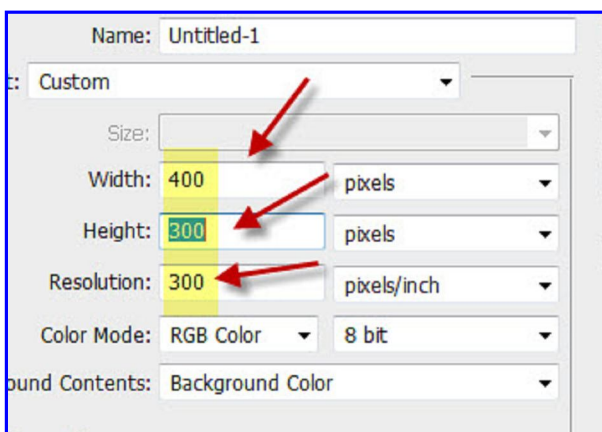 Name: Untitled-1
t: Custom
Size:
Width: 400 pixels
Height: 300 pixels
Resolution: 300 pixels/inch
Color Mode: RGB Color 8 bit
ound Contents: Background Color